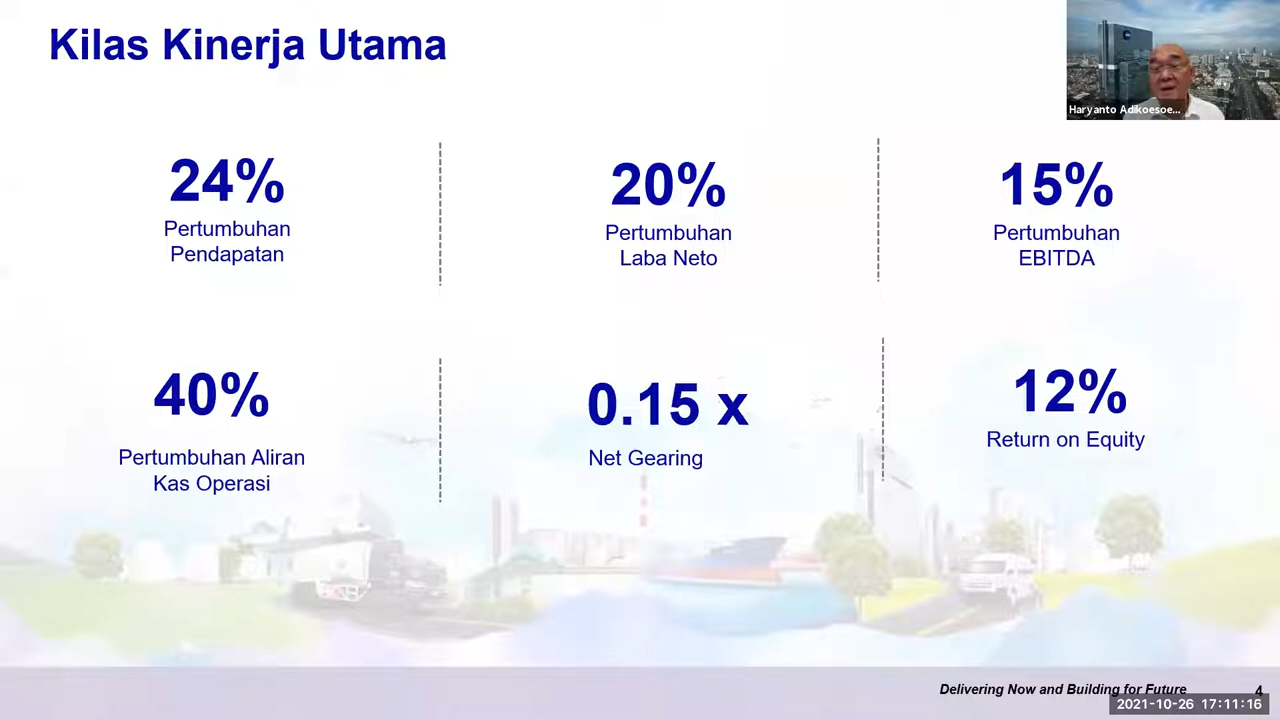 Kilas Kinerja Utama
Haryanto Adikoesoe...
24%
Pertumbuhan
Pendapatan
20%
Pertumbuhan
Laba Neto
15%
Pertumbuhan
EBITDA
40%
Pertumbuhan Aliran
Kas Operasi
0.15 x
Net Gearing
12%
Return on Equity
Delivering Now and Building for Future
4
2021-10-26 17:11:16